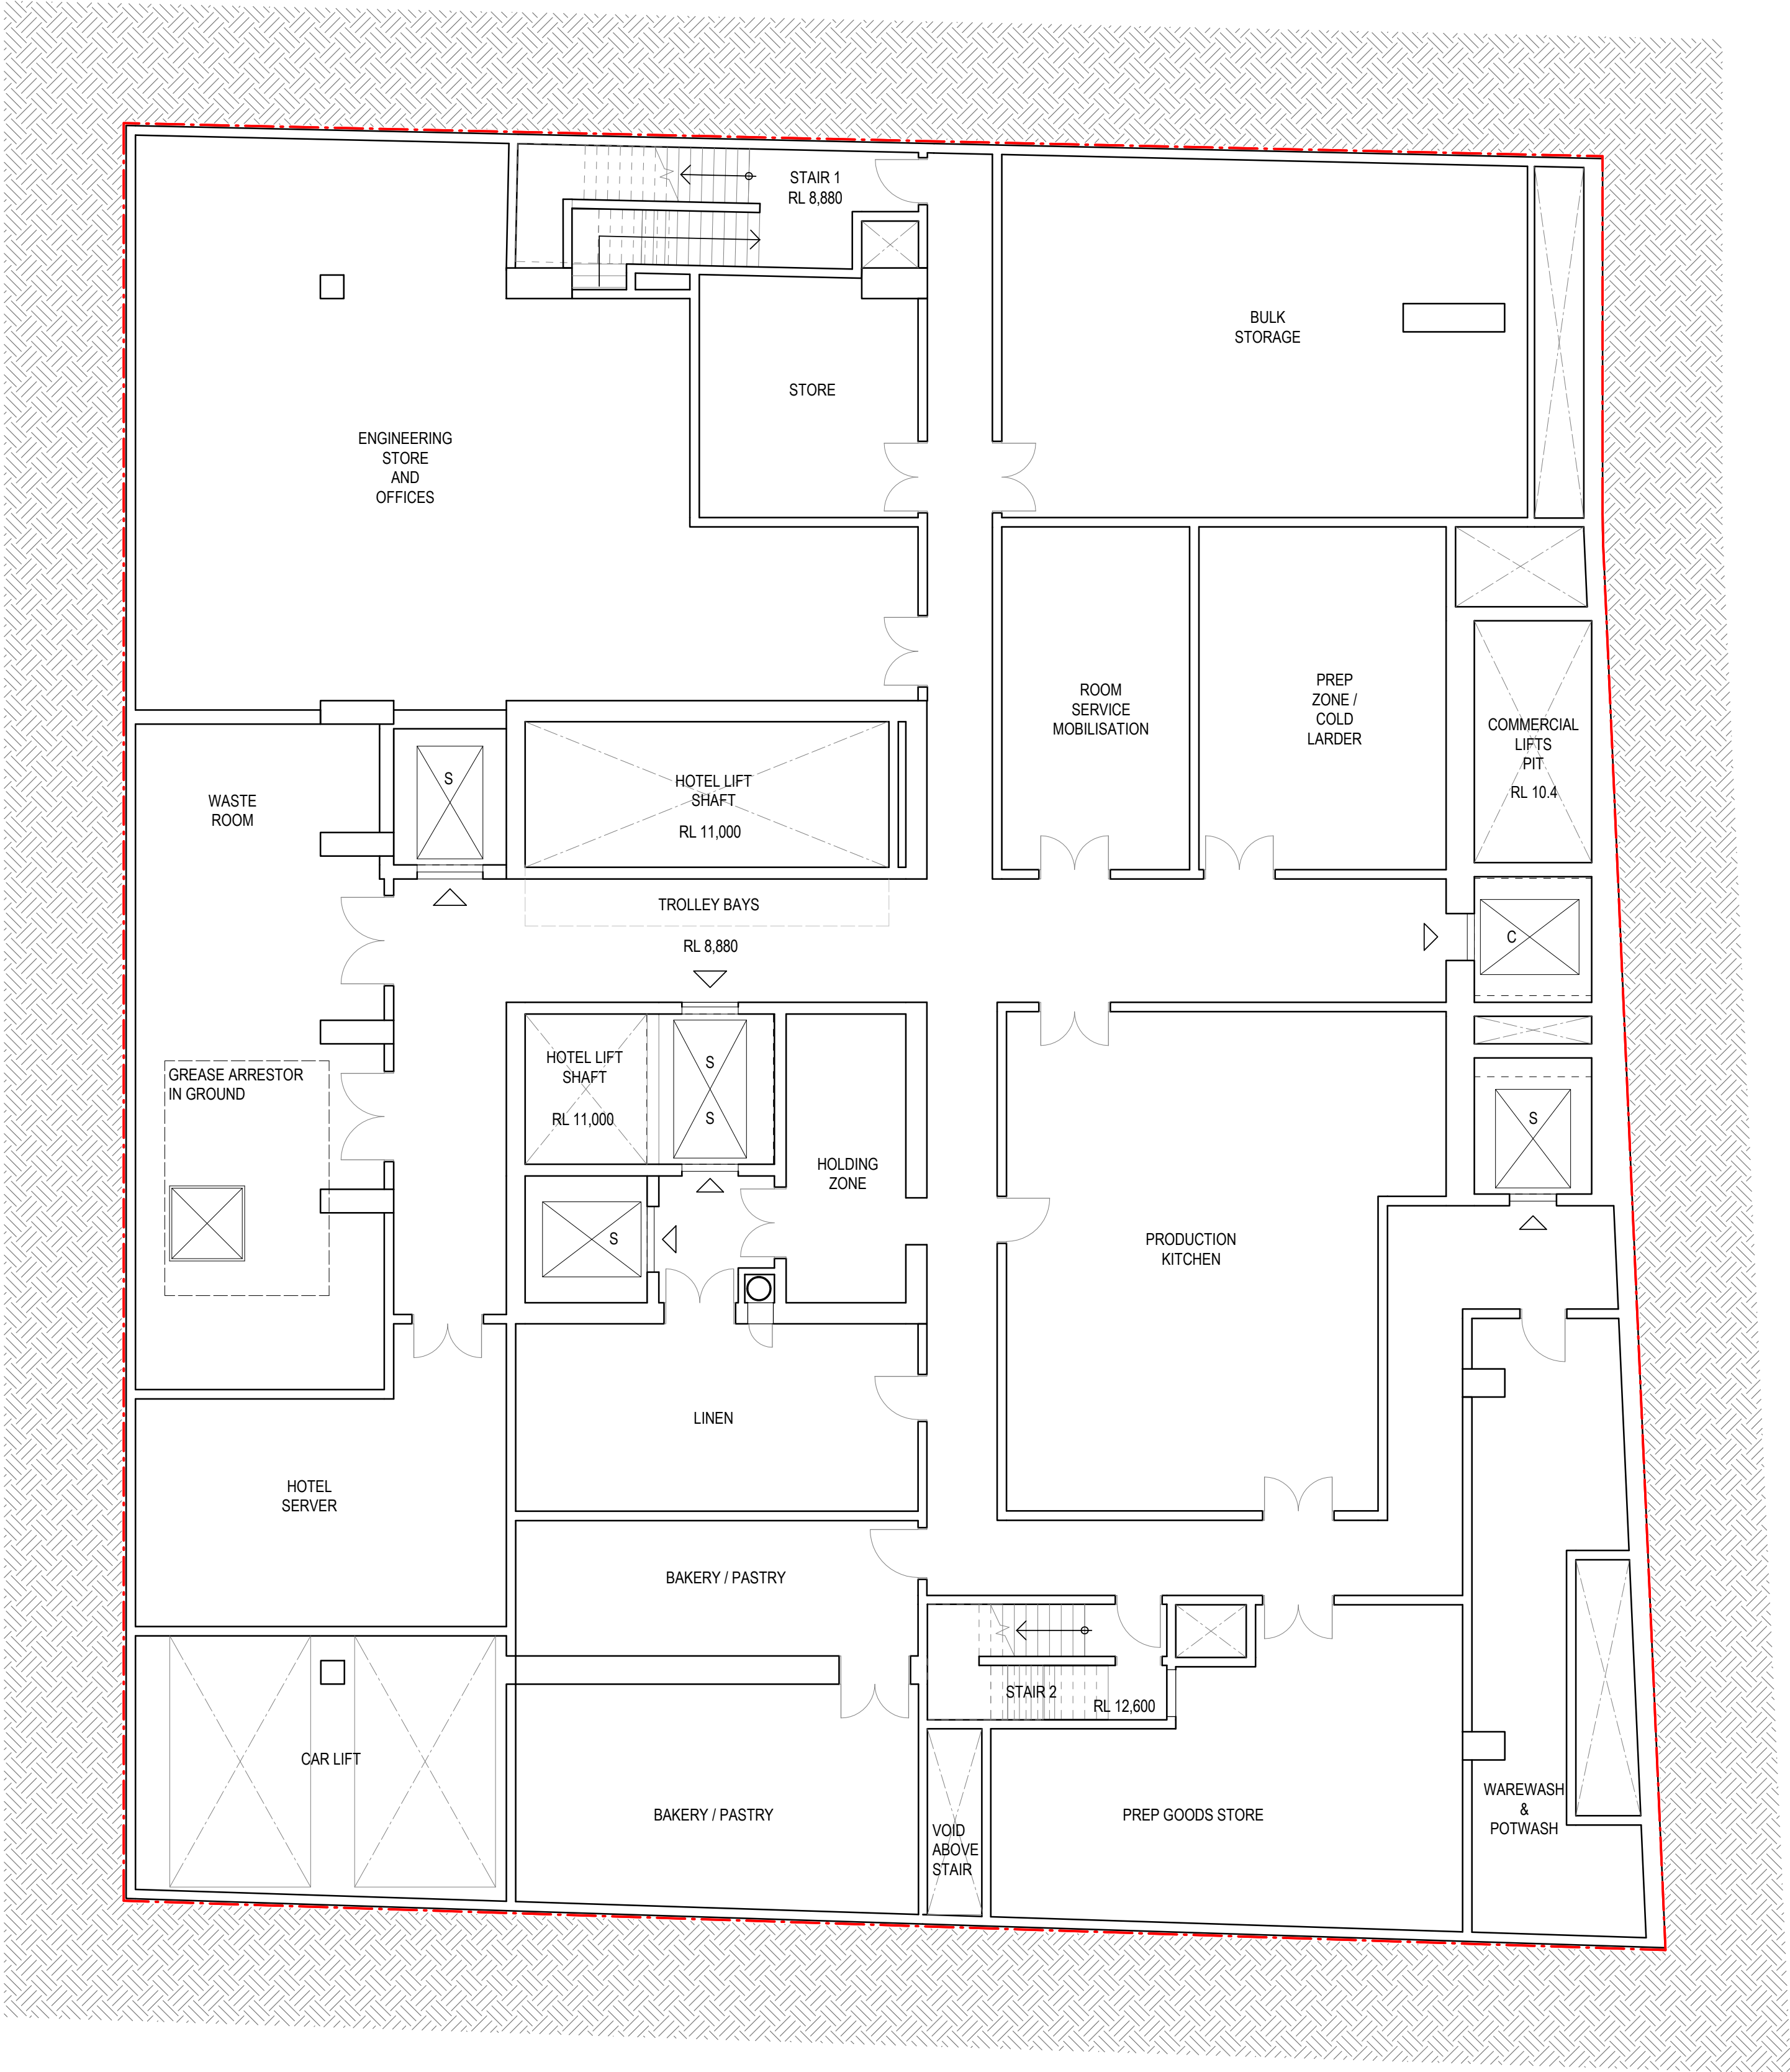 STAIR 1
RL 8,880
BULK
STORAGE
STORE
ENGINEERING
STORE
AND
OFFICES
ROOM
SERVICE
MOBILISATION
PREP
ZONE /
COLD
LARDER
COMMERCIAL
LIFTS
PIT
RL 10.4
WASTE
ROOM
S
HOTEL LIFT
SHAFT
RL 11,000
TROLLEY BAYS
RL 8,880
C
GREASE ARRESTOR
IN GROUND
HOTEL LIFT
SHAFT
RL 11,000
S
S
S
HOLDING
ZONE
S
PRODUCTION
KITCHEN
LINEN
HOTEL
SERVER
BAKERY / PASTRY
STAIR 2
RL 12,600
CAR LIFT
BAKERY / PASTRY
VOID
ABOVE
STAIR
PREP GOODS STORE
WAREWASH
&
POTWASH